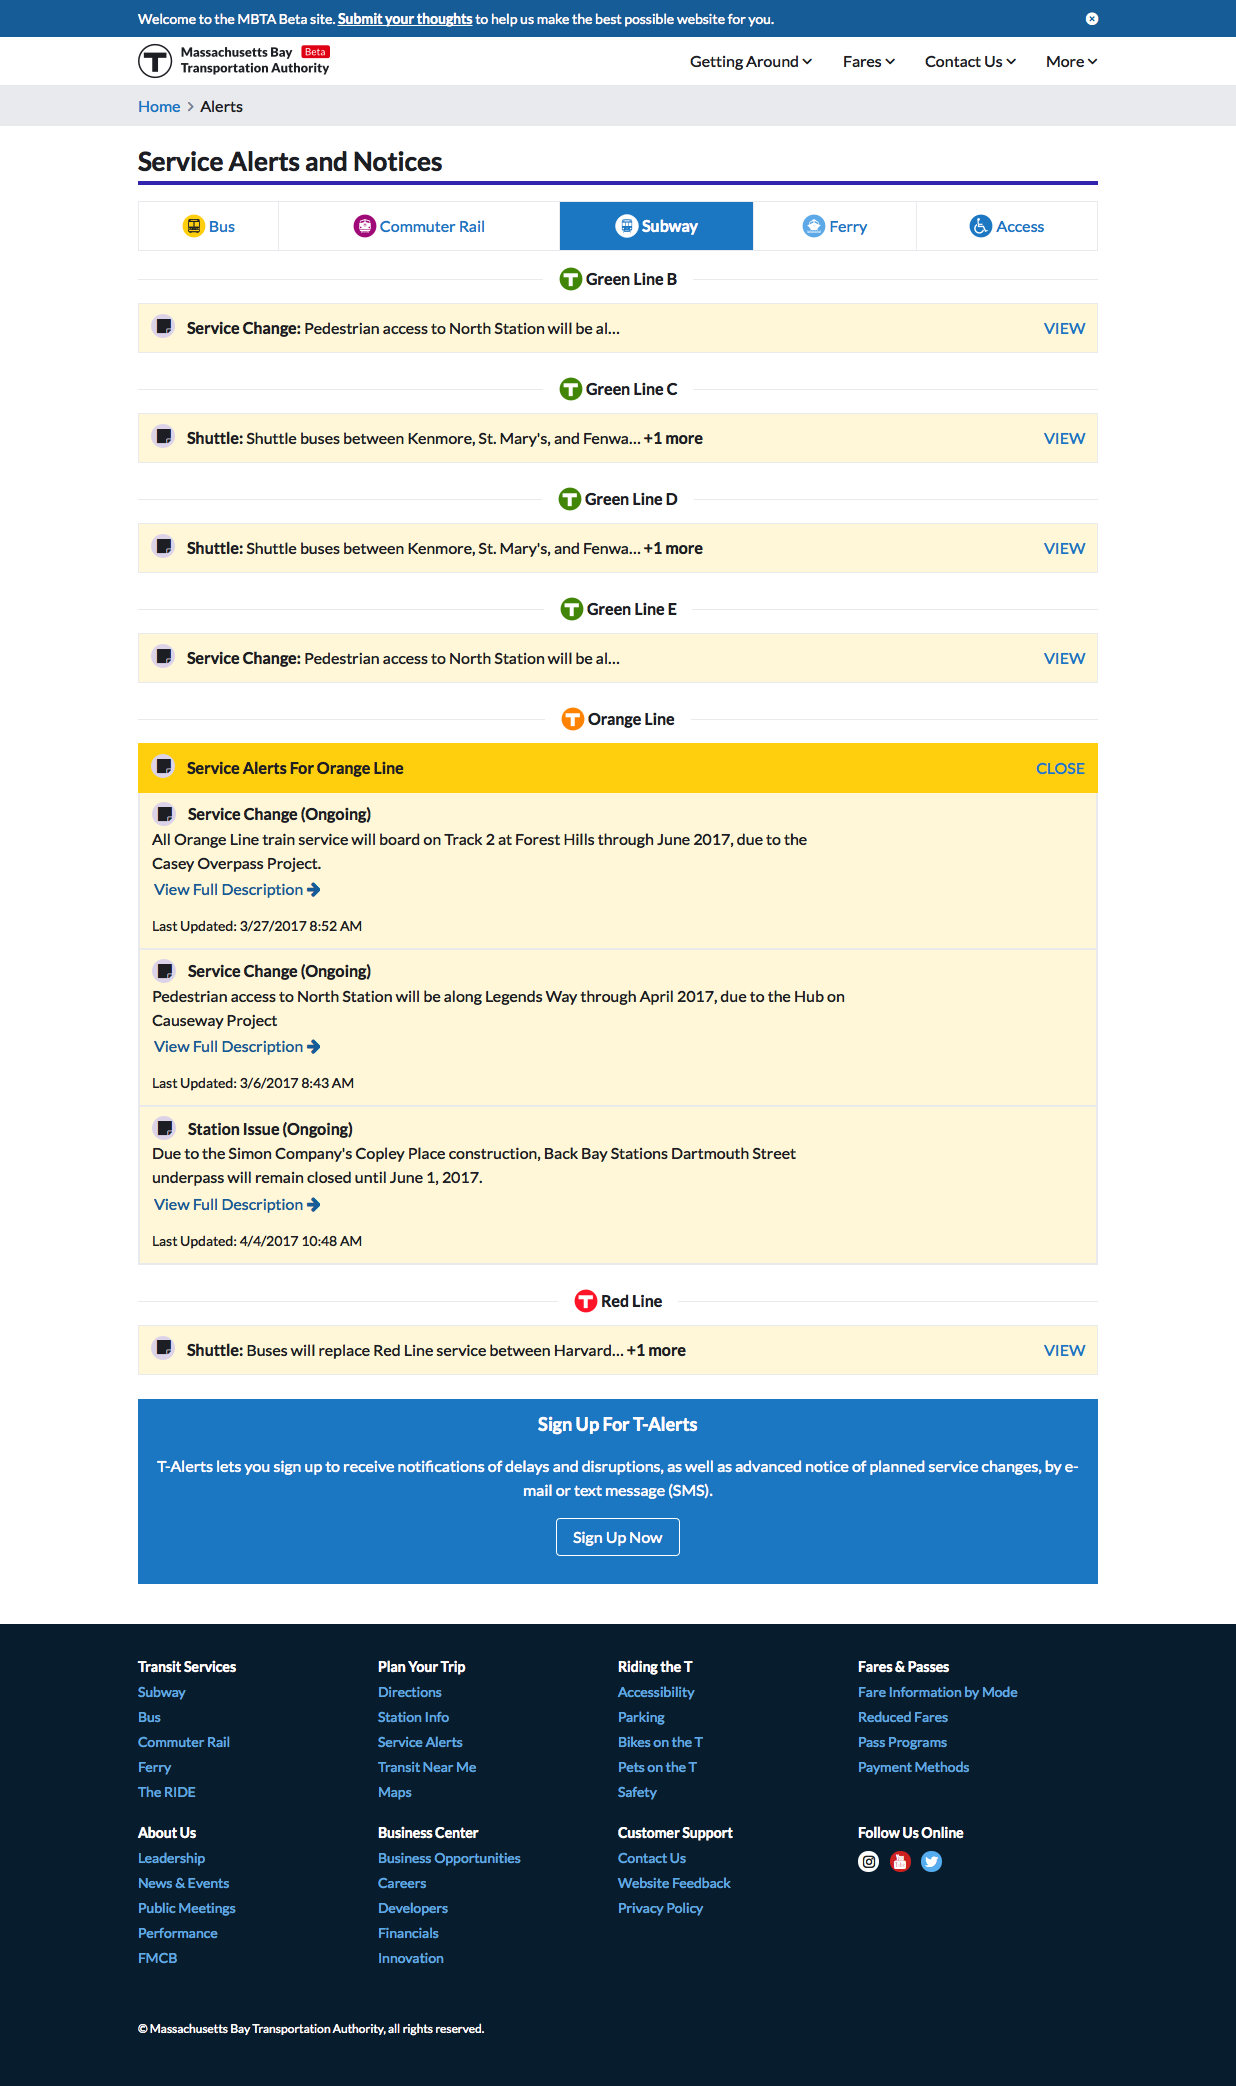 Welcome to the MBTA Beta site. Submit your thoughts to help us make the best possible website for you.
Massachusetts Bay Beta
Transportation Authority
Getting Around Fares Contact Us More
Home > Alerts
Service Alerts and Notices
Bus Commuter Rail Subway Ferry Access
T Green Line B
Service Change: Pedestrian access to North Station will be al... VIEW
T Green Line C
Shuttle: Shuttle buses between Kenmore, St. Mary's, and Fenwa... +1 more VIEW
T Green Line D
Shuttle: Shuttle buses between Kenmore, St. Mary's, and Fenwa... +1 more VIEW
T Green Line E
Service Change: Pedestrian access to North Station will be al... VIEW
T Orange Line
Service Alerts For Orange Line CLOSE
Service Change (Ongoing)
All Orange Line train service will board on Track 2 at Forest Hills through June 2017, due to the
Casey Overpass Project.
View Full Description
Last Updated: 3/27/2017 8:52 AM
Service Change (Ongoing)
Pedestrian access to North Station will be along Legends Way through April 2017, due to the Hub on
Causeway Project
View Full Description
Last Updated: 3/6/2017 8:43 AM
Station Issue (Ongoing)
Due to the Simon Company's Copley Place construction, Back Bay Stations Dartmouth Street
underpass will remain closed until June 1, 2017.
View Full Description
Last Updated: 4/4/2017 10:48 AM
T Red Line
Shuttle: Buses will replace Red Line service between Harvard... +1 more VIEW
Sign Up For T-Alerts
T-Alerts lets you sign up to receive notifications of delays and disruptions, as well as advanced notice of planned service changes, by e-
mail or text message (SMS).
Sign Up Now
Transit Services Plan Your Trip Riding the T Fares & Passes
Subway Directions Accessibility Fare Information by Mode
Bus Station Info Parking Reduced Fares
Commuter Rail Service Alerts Bikes on the T Pass Programs
Ferry Transit Near Me Pets on the T Payment Methods
The RIDE Maps Safety
About Us Business Center Customer Support Follow Us Online
Leadership Business Opportunities Contact Us
News & Events Careers Website Feedback
Public Meetings Developers Privacy Policy
Performance Financials
FMCB Innovation
© Massachusetts Bay Transportation Authority, all rights reserved.